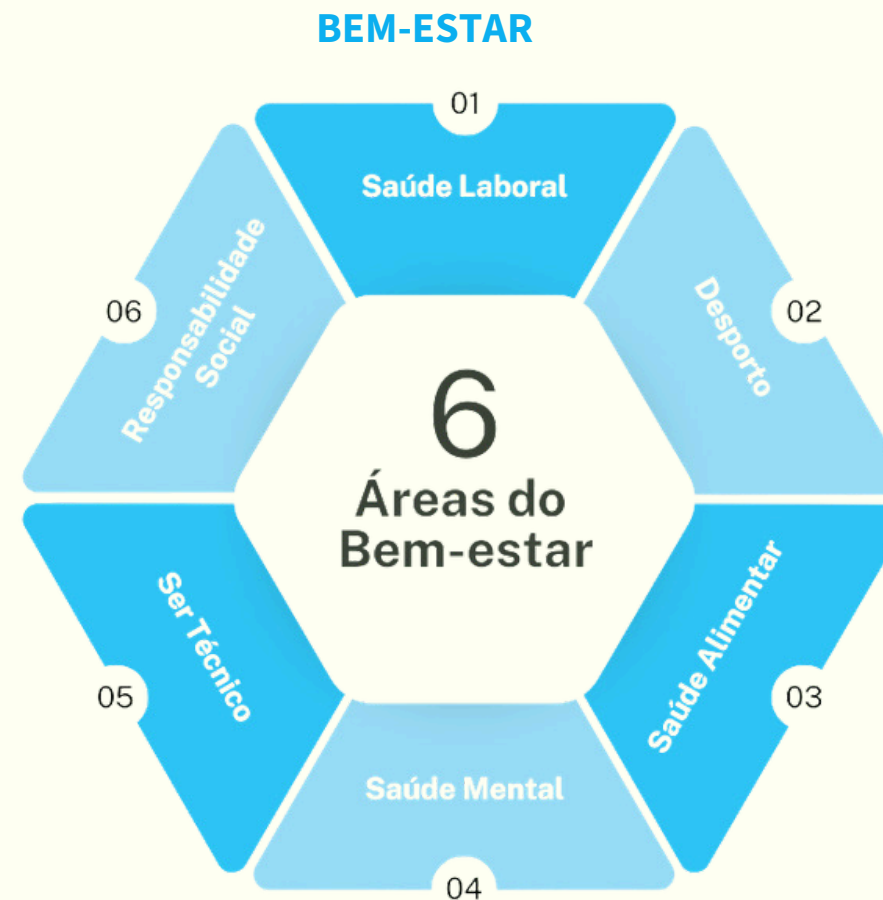 BEM-ESTAR
01
Saúde Laboral
02
Desporto
03
Saúde Alimentar
04
Saúde Mental
05
Ser Técnico
06
Responsabilidade
Social
6
Áreas do
Bem-estar